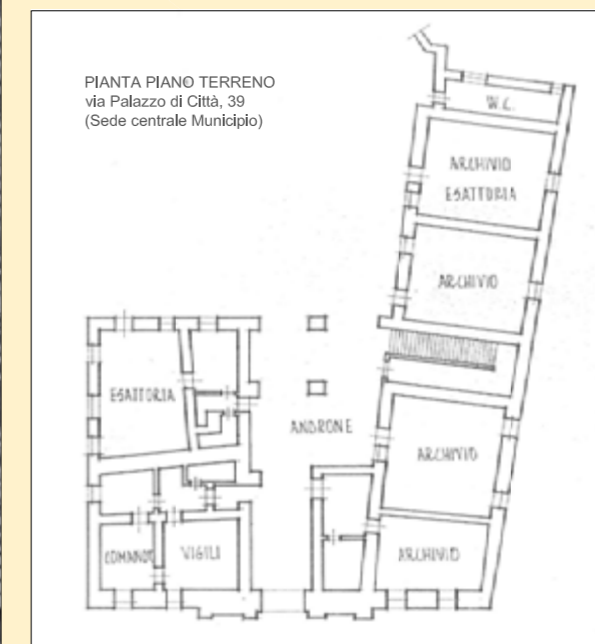 PIANTA PIANO TERRENO
via Palazzo di Città, 39
(Sede centrale Municipio)
W.C.
ARCHIVIO
ESATTORIA
ARCHIVIO
ESATTORIA
ANDRONE
ARCHIVIO
COMANDO
VIGILI
ARCHIVIO